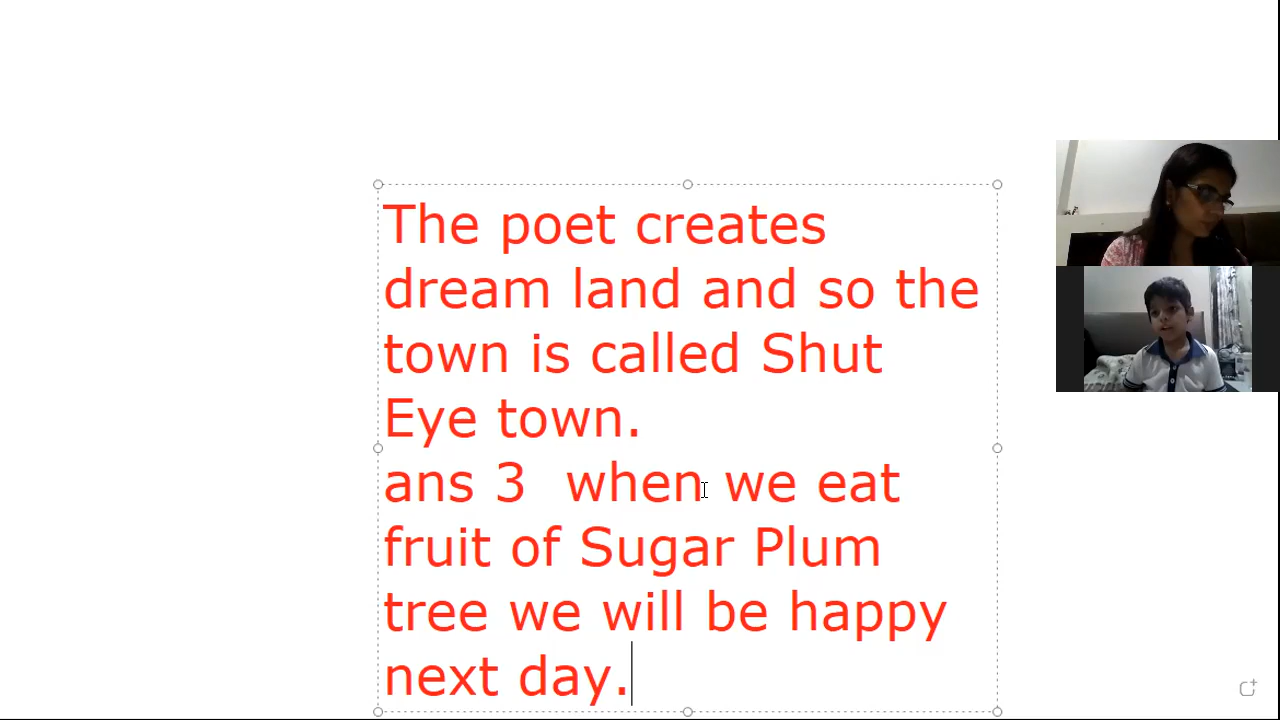 The poet creates
dream land and so the
town is called Shut
Eye town.
ans 3  when we eat
fruit of Sugar Plum
tree we will be happy
next day.